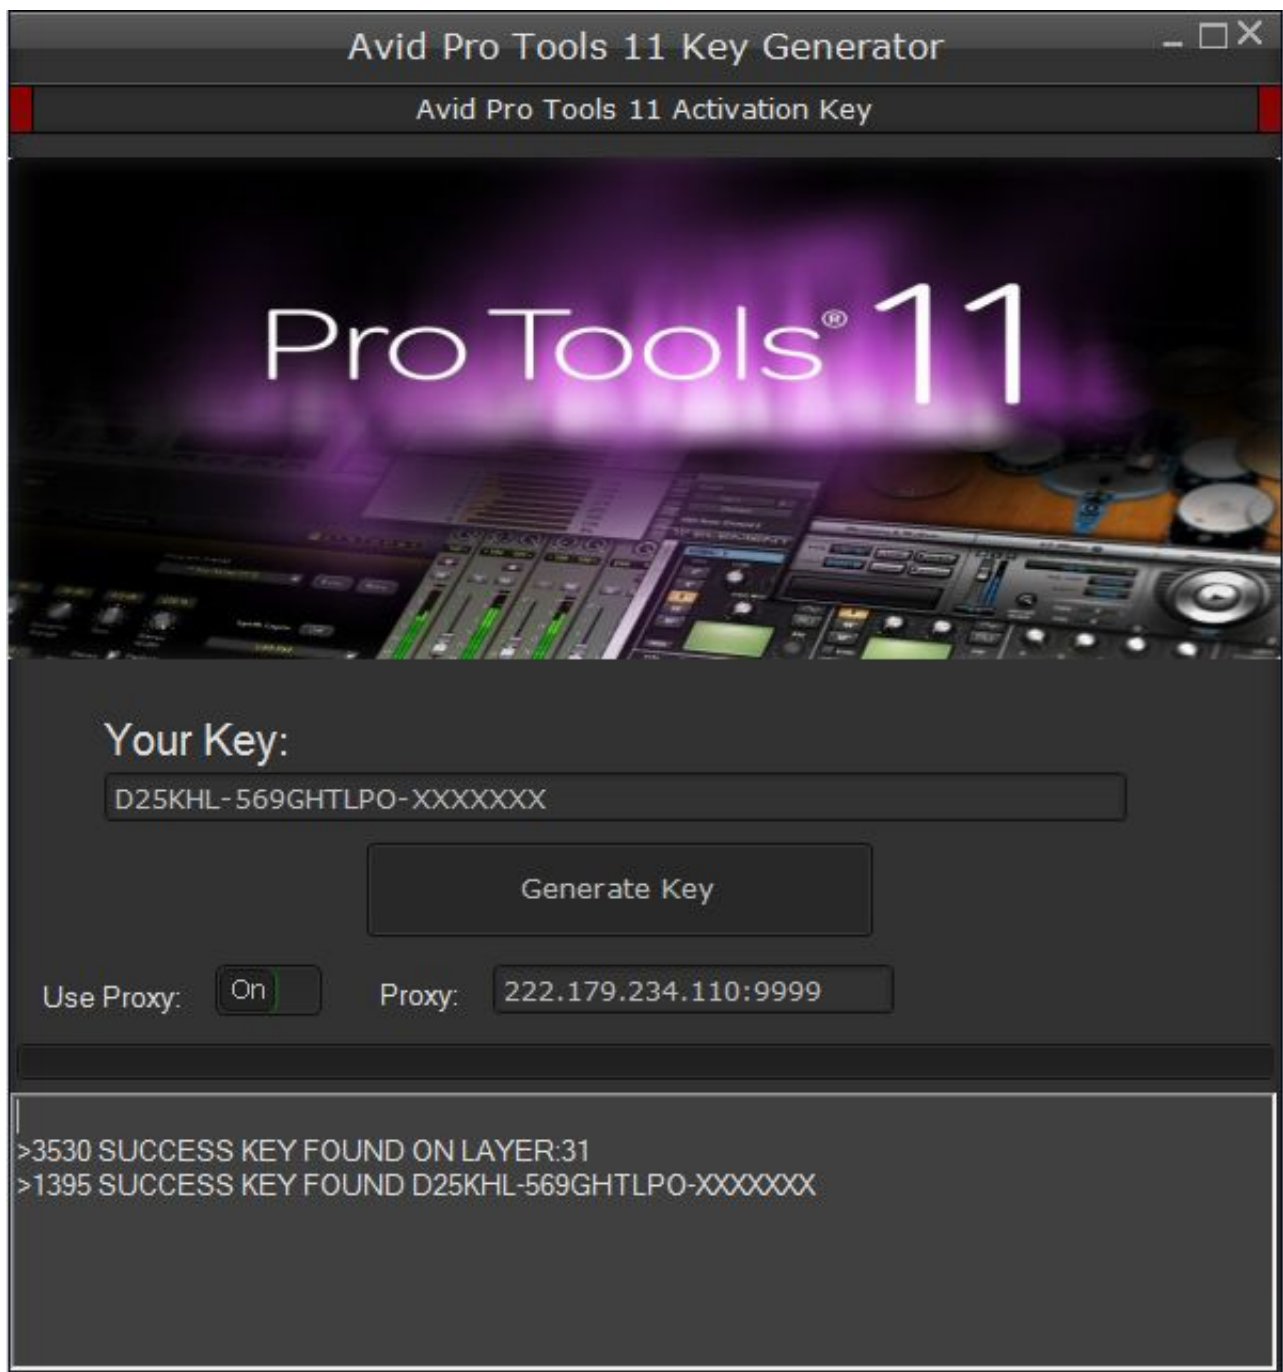 Avid Pro Tools 11 Key Generator
Avid Pro Tools 11 Activation Key
Pro Tools® 11
Your Key:
D25KHL-569GHTLPO-XXXXXXX
Generate Key
Use Proxy: On Proxy: 222.179.234.110:9999
>3530 SUCCESS KEY FOUND ON LAYER:31
>1395 SUCCESS KEY FOUND D25KHL-569GHTLPO-XXXXXXX